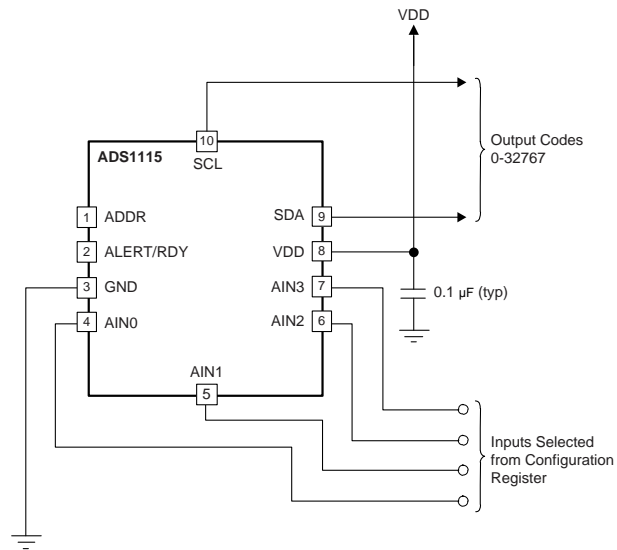 VDD
10
ADS1115
SCL
Output Codes
0-32767
1 ADDR
SDA 9
2 ALERT/RDY
VDD 8
3 GND
AIN3 7
0.1 µF (typ)
4 AIN0
AIN2 6
AIN1
5
Inputs Selected
from Configuration
Register